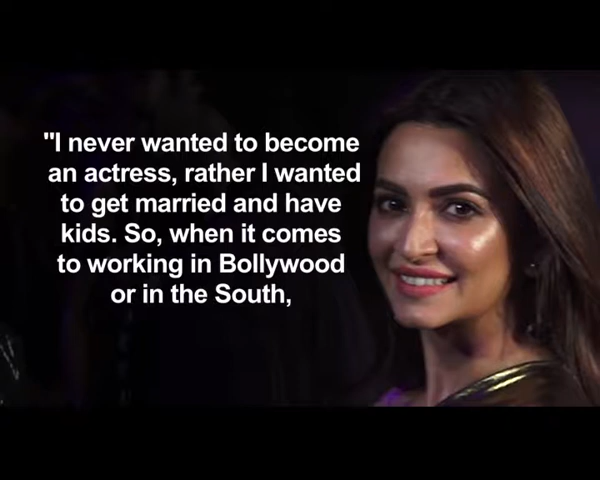 "I never wanted to become
an actress, rather I wanted
to get married and have
kids. So, when it comes
to working in Bollywood
or in the South,